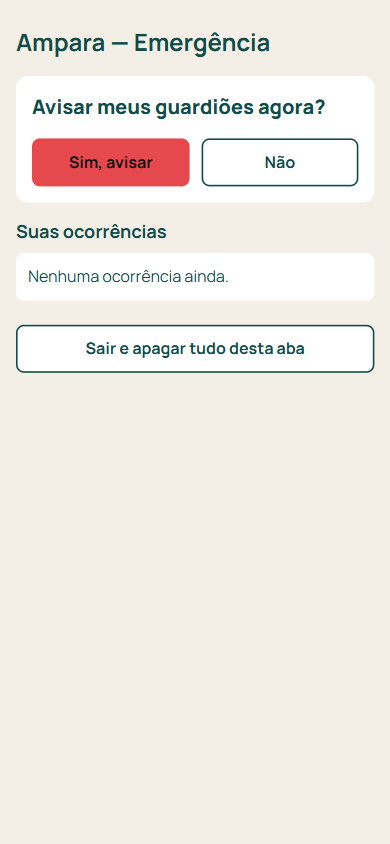 Ampara — Emergência
Avisar meus guardiões agora?
Sim, avisar
Não
Suas ocorrências
Nenhuma ocorrência ainda.
Sair e apagar tudo desta aba